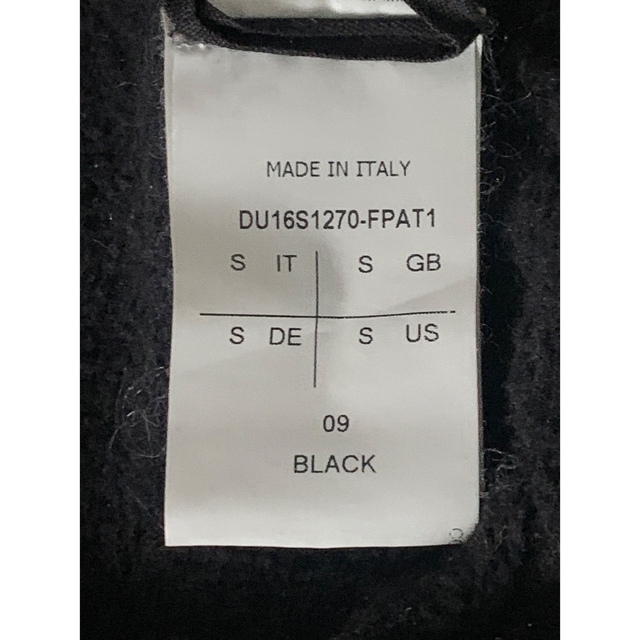 MADE IN ITALY
DU16S1270-FPAT1
S IT S GB
S DE S US
09
BLACK